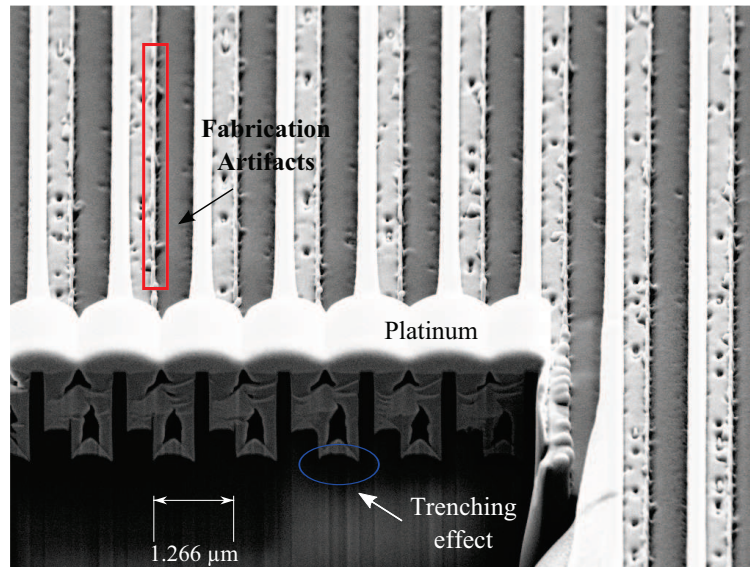 Fabrication
Artifacts
Platinum
Trenching
effect
1.266 µm